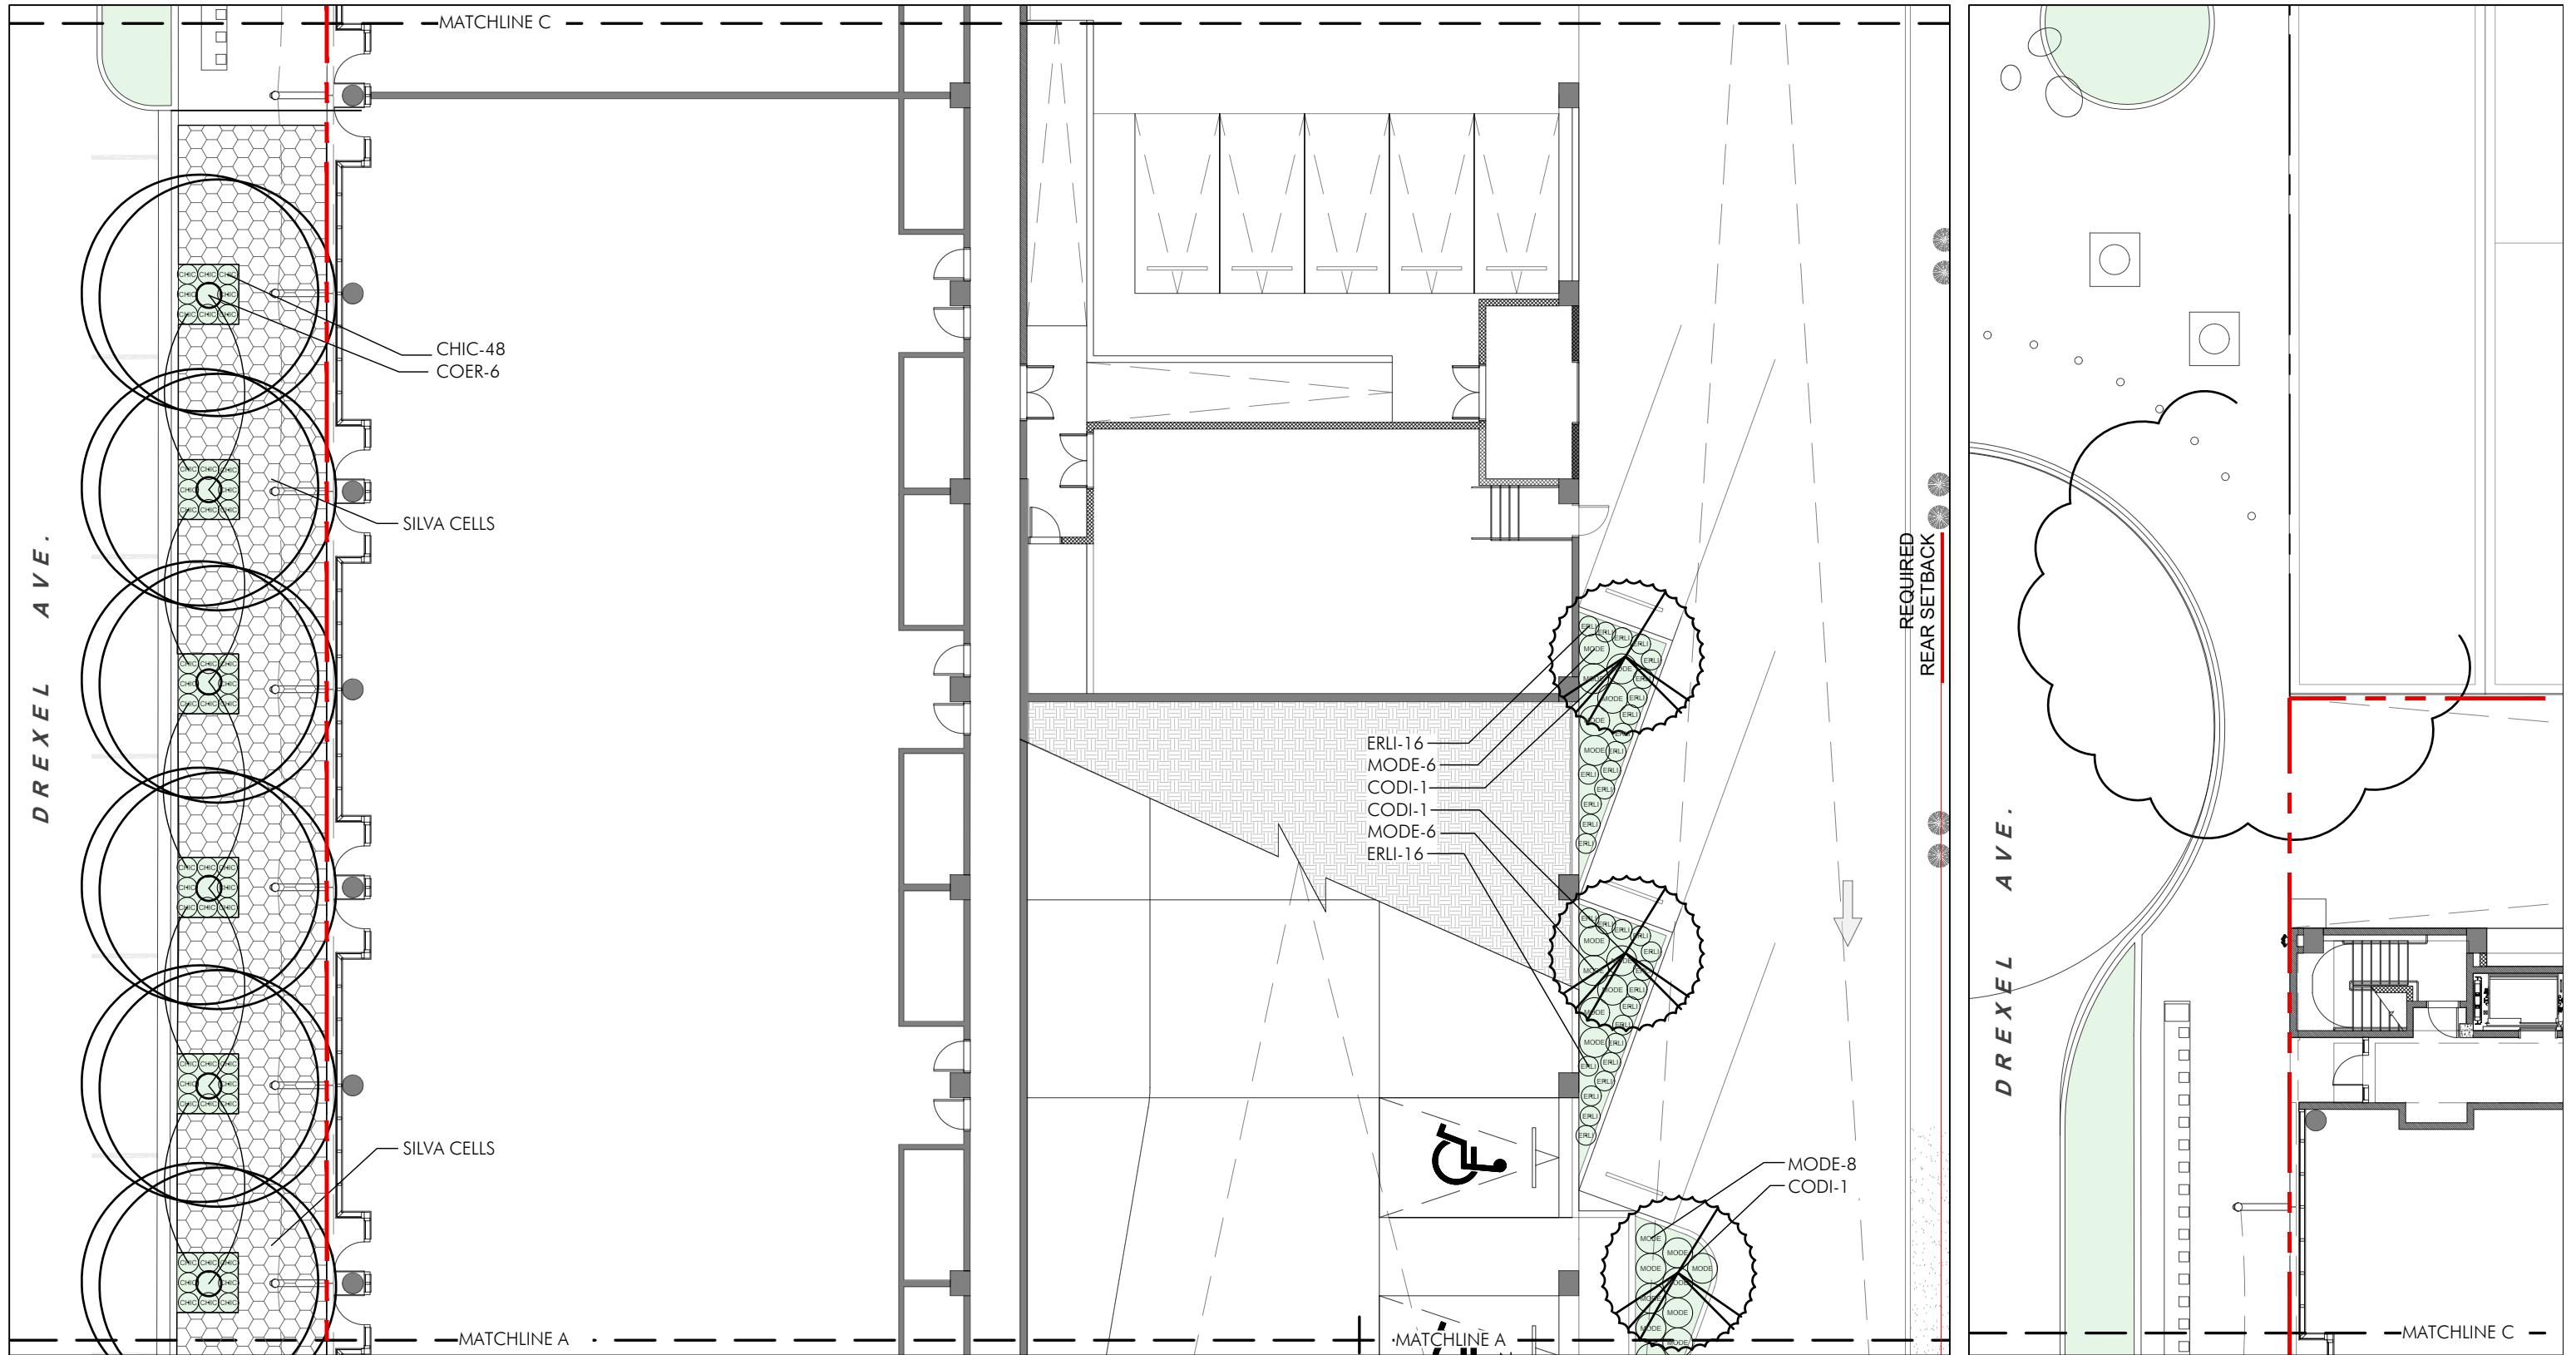 MATCHLINE C
CHIC-48
COER-6
SILVA CELLS
DREXEL AVE.
SILVA CELLS
MATCHLINE A
ERLI-16
MODE-6
CODI-1
CODI-1
MODE-6
ERLI-16
REQUIRED
REAR SETBACK
MODE-8
CODI-1
MATCHLINE A
DREXEL AVE.
MATCHLINE C